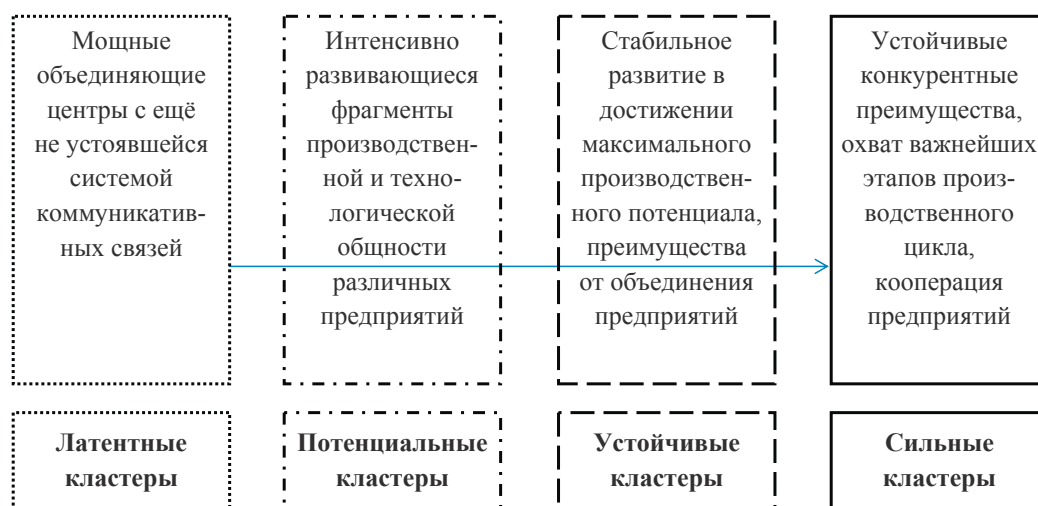 Мощные
объединяющие
центры с ещё
не устоявшейся
системой
коммуникатив-
ных связей
Интенсивно
развивающиеся
фрагменты
производствен-
ной и техно-
логической
общности
различных
предприятий
Стабильное
развитие в
достижении
максимального
производствен-
ного потенциала,
преимущества
от объединения
предприятий
Устойчивые
конкурентные
преимущества,
охват важнейших
этапов произ-
водственного
цикла,
кооперация
предприятий
Латентные
кластеры
Потенциальные
кластеры
Устойчивые
кластеры
Сильные
кластеры